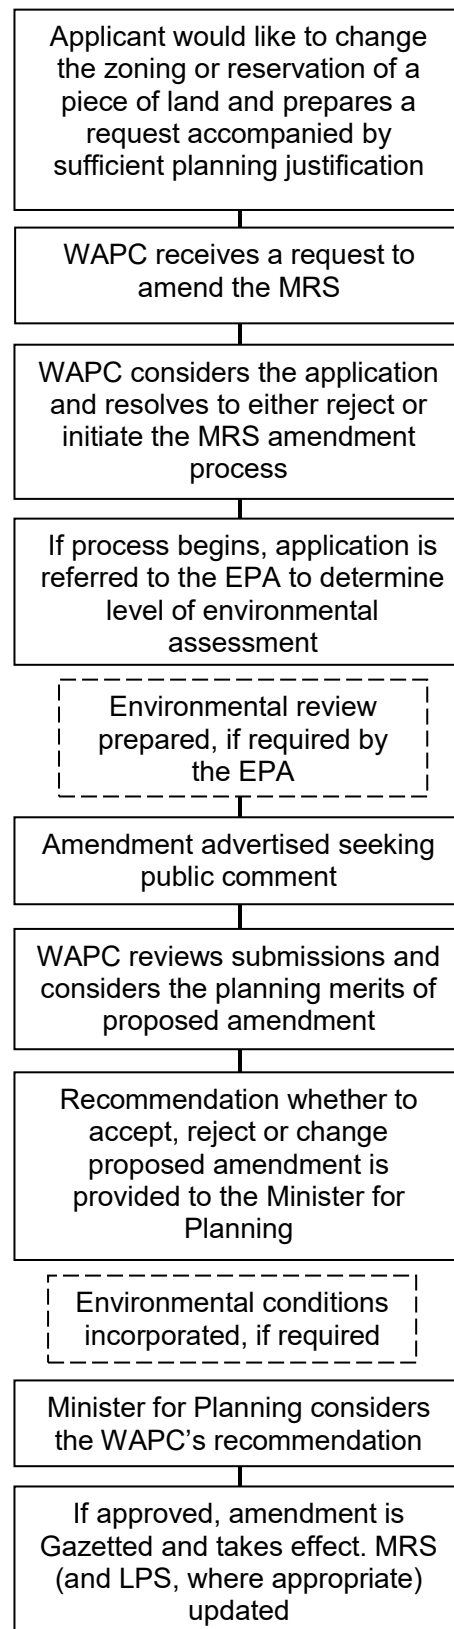 Applicant would like to change
the zoning or reservation of a
piece of land and prepares a
request accompanied by
sufficient planning justification
WAPC receives a request to
amend the MRS
WAPC considers the application
and resolves to either reject or
initiate the MRS amendment
process
If process begins, application is
referred to the EPA to determine
level of environmental
assessment
Environmental review
prepared, if required by
the EPA
Amendment advertised seeking
public comment
WAPC reviews submissions and
considers the planning merits of
proposed amendment
Recommendation whether to
accept, reject or change
proposed amendment is
provided to the Minister for
Planning
Environmental conditions
incorporated, if required
Minister for Planning considers
the WAPC’s recommendation
If approved, amendment is
Gazetted and takes effect. MRS
(and LPS, where appropriate)
updated